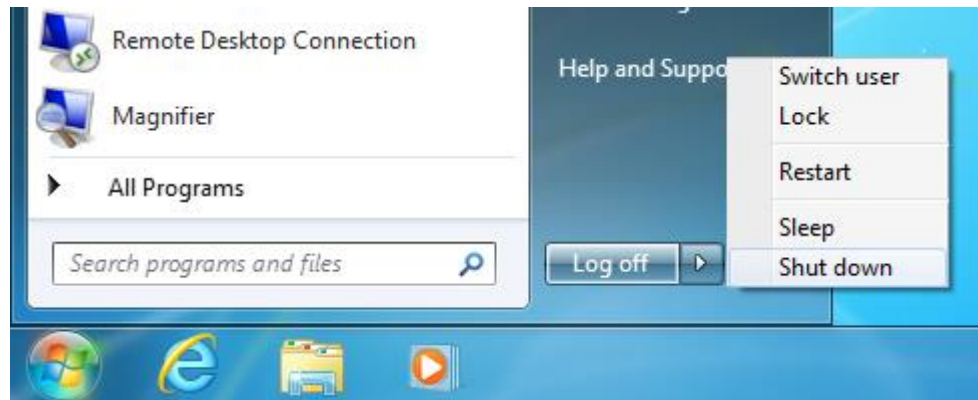 Remote Desktop Connection
Magnifier
All Programs
Search programs and files
Help and Suppo
Log off
Switch user
Lock
Restart
Sleep
Shut down